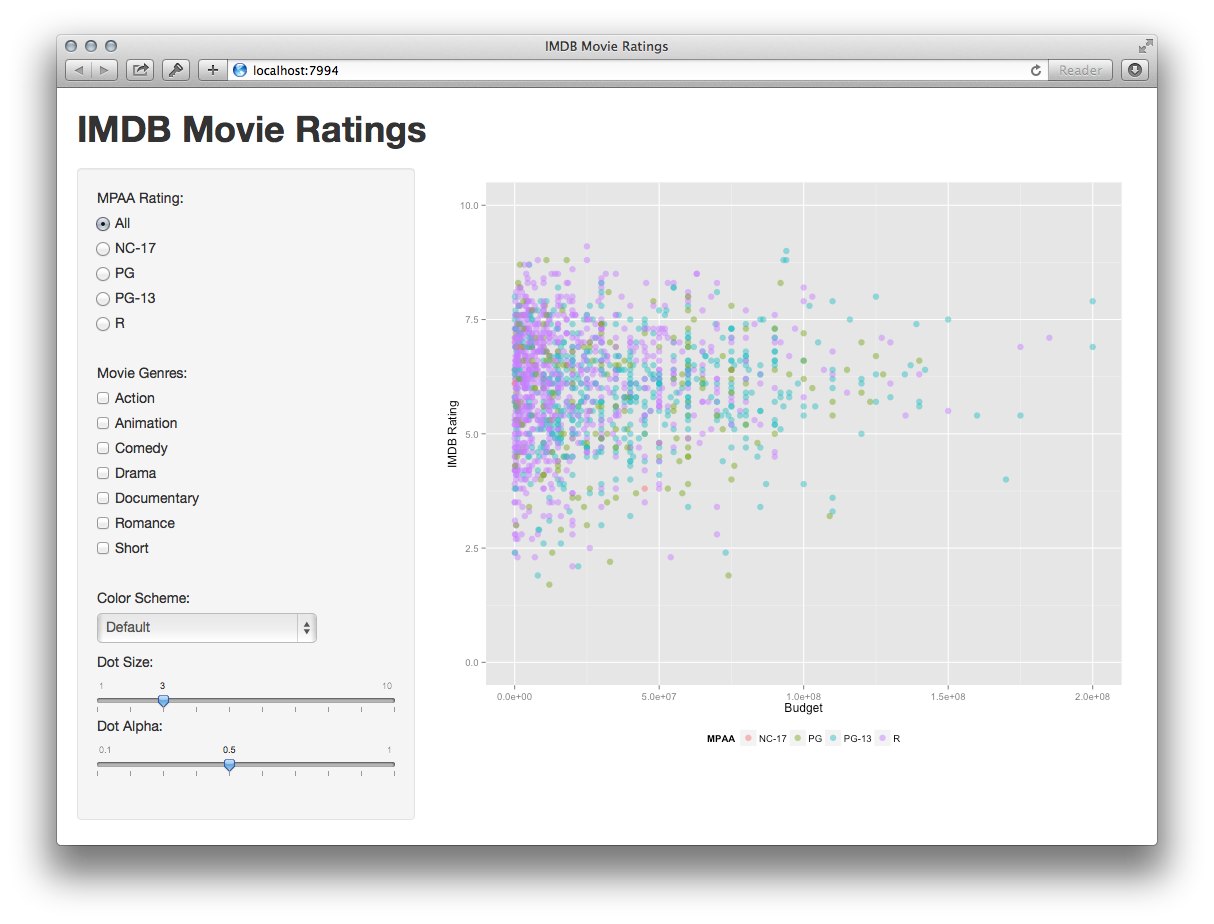 IMDB Movie Ratings
localhost:7994
Reader
IMDB Movie Ratings
MPAA Rating:
All
NC-17
PG
PG-13
R
Movie Genres:
Action
Animation
Comedy
Drama
Documentary
Romance
Short
Color Scheme:
Default
Dot Size:
1 3 10
Dot Alpha:
0.1 0.5 1
IMDB Rating
10.0
7.5
5.0
2.5
0.0
0.0e+00 5.0e+07 1.0e+08 1.5e+08 2.0e+08
Budget
MPAA NC-17 PG PG-13 R